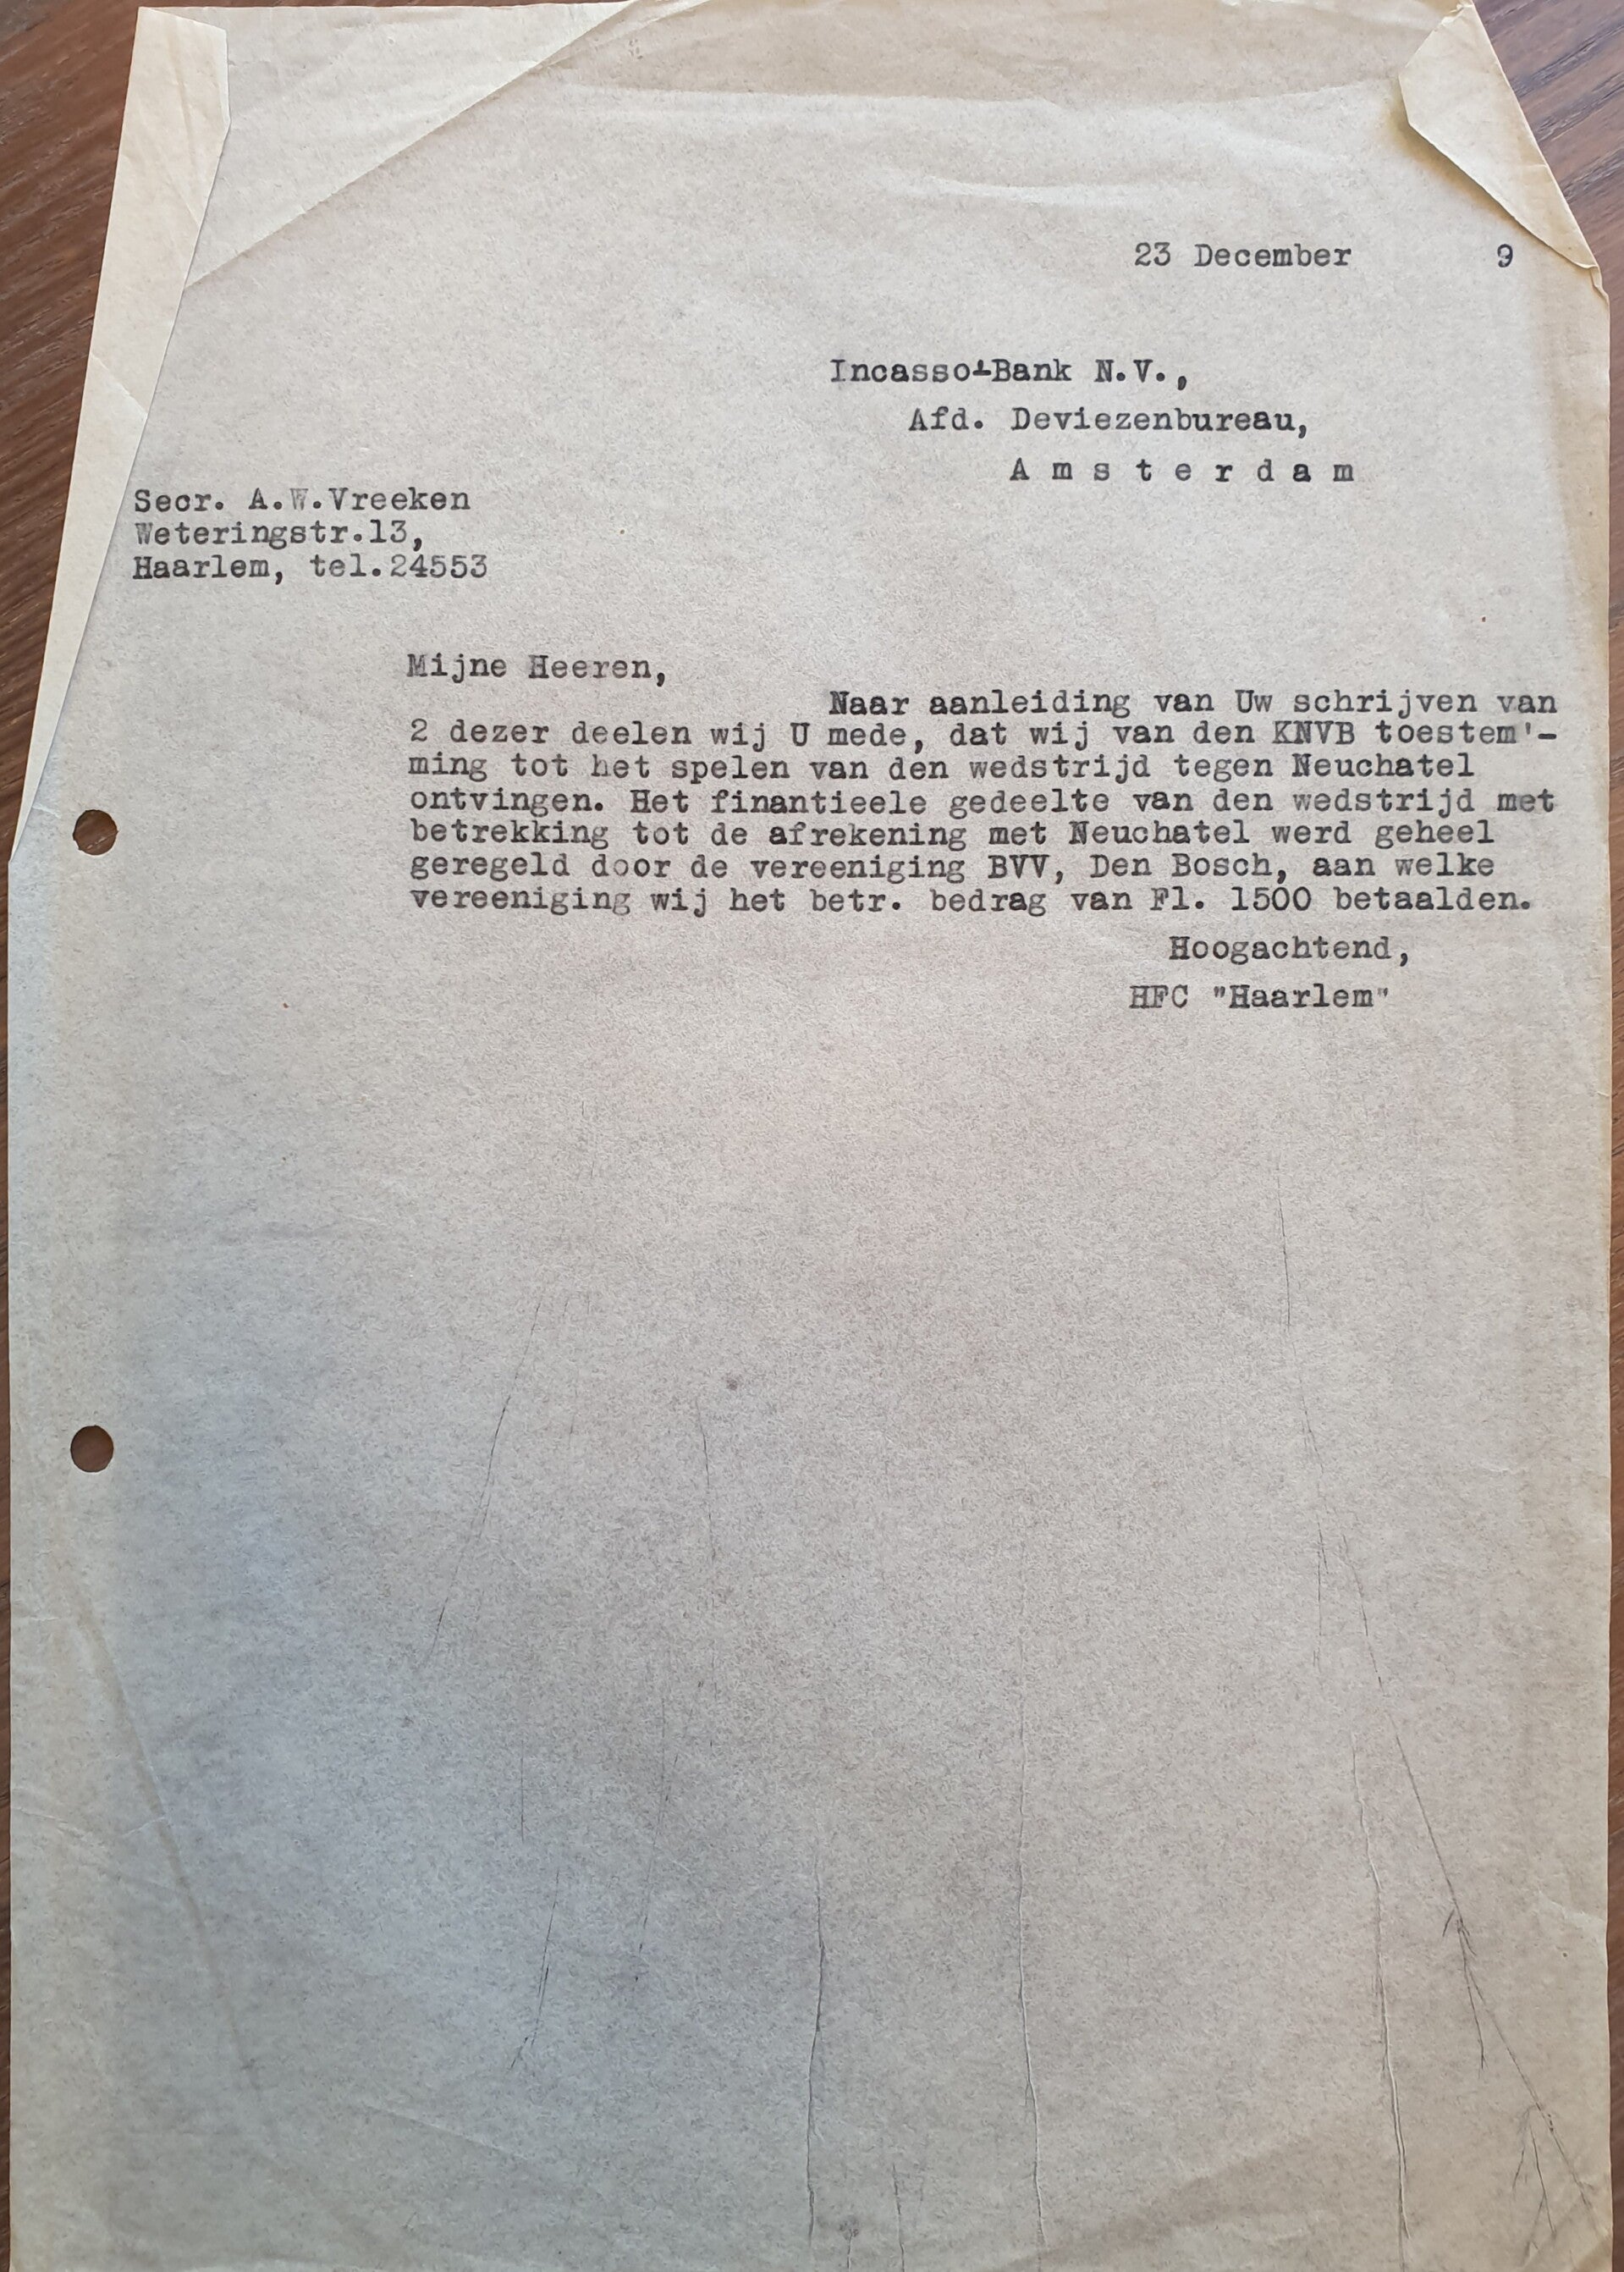 23 December 9
Incasso-Bank N.V.,
Afd. Deviezenbureau,
A m s t e r d a m
Secr. A.W.Vreeken
Weteringstr.13,
Haarlem, tel.24553
Mijne Heeren,
Naar aanleiding van Uw schrijven van
2 dezer deelen wij U mede, dat wij van den KNVB toestem'-
ming tot het spelen van den wedstrijd tegen Neuchatel
ontvingen. Het finantieele gedeelte van den wedstrijd met
betrekking tot de afrekening met Neuchatel werd geheel
geregeld door de vereeniging BVV, Den Bosch, aan welke
vereeniging wij het betr. bedrag van Fl. 1500 betaalden.
Hoogachtend,
HFC "Haarlem"